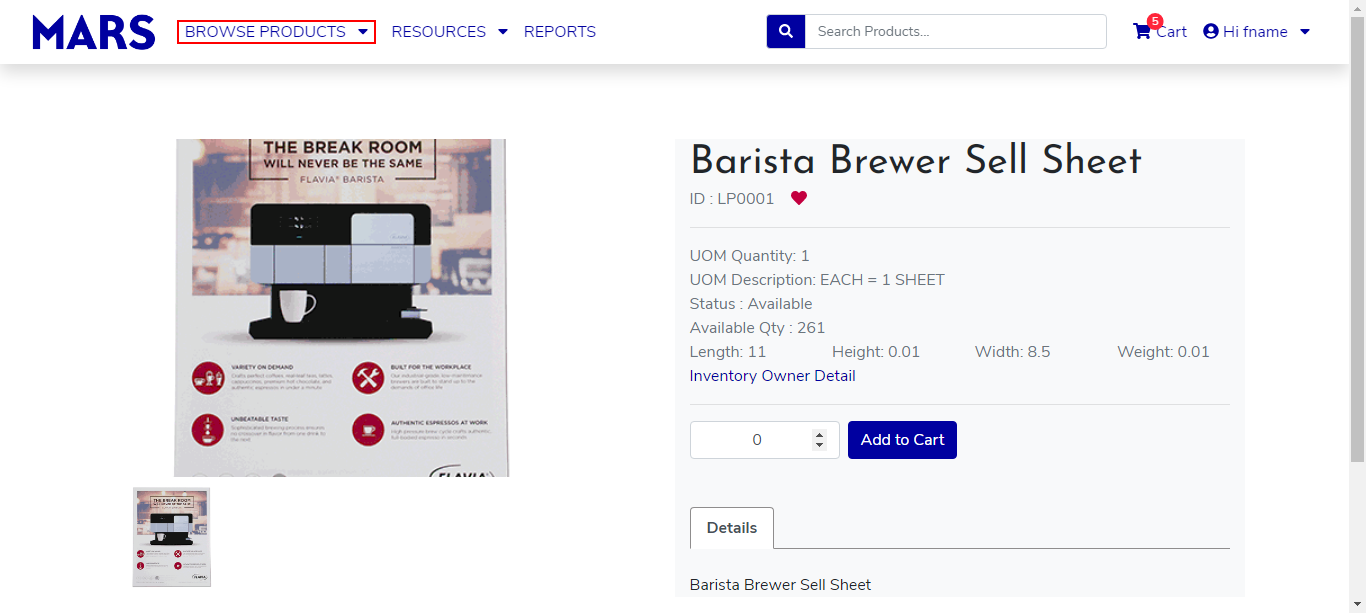 MARS
BROWSE PRODUCTS
RESOURCES
REPORTS
Search Products...
5
Cart
Hi fname
THE BREAK ROOM
WILL NEVER BE THE SAME
FLAVIA® BARISTA
VARIETY ON DEMAND
BUILT FOR THE WORKPLACE
UNBEATABLE TASTE
AUTHENTIC ESPRESSOS AT WORK
FLAVIA®
Barista Brewer Sell Sheet
ID : LP0001
UOM Quantity: 1
UOM Description: EACH = 1 SHEET
Status : Available
Available Qty : 261
Length: 11 Height: 0.01 Width: 8.5 Weight: 0.01
Inventory Owner Detail
0
Add to Cart
Details
Barista Brewer Sell Sheet